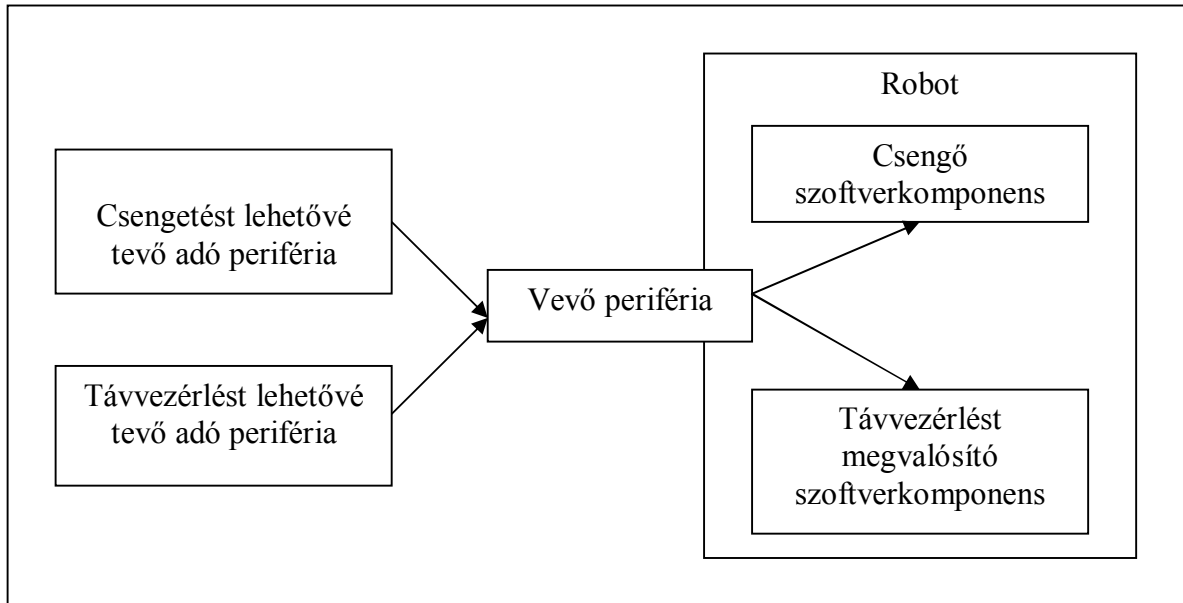 Csengetést lehetővé
tevő adó periféria
Távvezérlést lehetővé
tevő adó periféria
Vevő periféria
Robot
Csengő
szoftverkomponens
Távvezérlést
megvalósító
szoftverkomponens